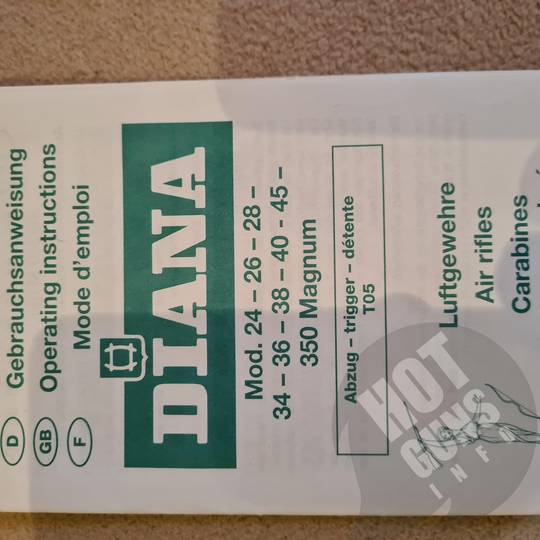 D Gebrauchsanweisung
GB Operating instructions
F Mode d'emploi
DIANA
Mod. 24 – 26 – 28 –
34 – 36 – 38 – 40 – 45 –
350 Magnum
Abzug – trigger – détente
T05
Luftgewehre
Air rifles
Carabines
HOT
GUNS
INFO